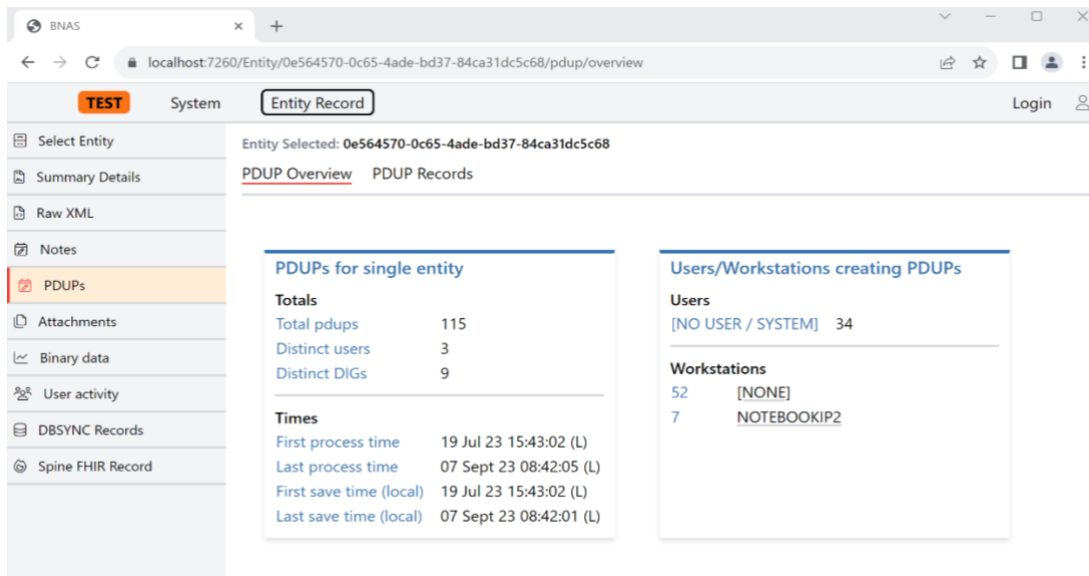 BNAS
localhost:7260/Entity/0e564570-0c65-4ade-bd37-84ca31dc5c68/pdup/overview
TEST System Entity Record Login
Select Entity
Summary Details
Raw XML
Notes
PDUPs
Attachments
Binary data
User activity
DBSYNC Records
Spine FHIR Record
Entity Selected: 0e564570-0c65-4ade-bd37-84ca31dc5c68
PDUP Overview PDUP Records
PDUPs for single entity
Totals
Total pdups 115
Distinct users 3
Distinct DIGs 9
Times
First process time 19 Jul 23 15:43:02 (L)
Last process time 07 Sept 23 08:42:05 (L)
First save time (local) 19 Jul 23 15:43:02 (L)
Last save time (local) 07 Sept 23 08:42:01 (L)
Users/Workstations creating PDUPs
Users
[NO USER / SYSTEM] 34
Workstations
52 [NONE]
7 NOTEBOOKIP2